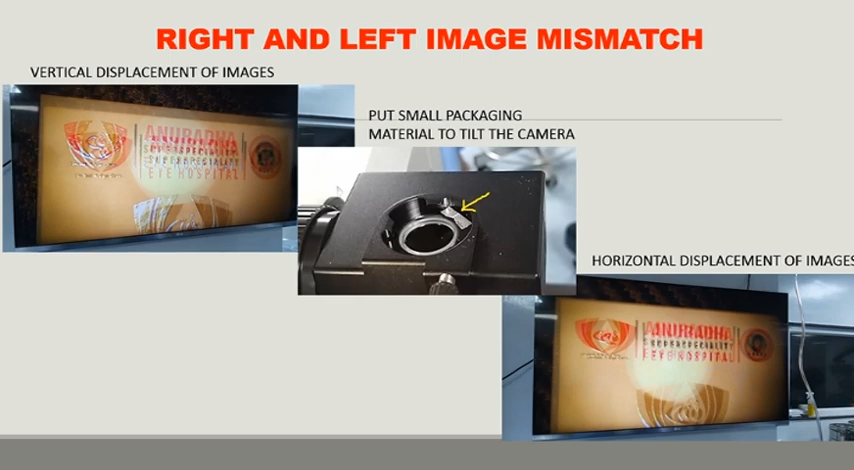 RIGHT AND LEFT IMAGE MISMATCH
VERTICAL DISPLACEMENT OF IMAGES
PUT SMALL PACKAGING
MATERIAL TO TILT THE CAMERA
ANURADHA
SUPERSPECIALITY
EYE HOSPITAL
HORIZONTAL DISPLACEMENT OF IMAGES
ANURADHA
SUPERSPECIALITY
EYE HOSPITAL